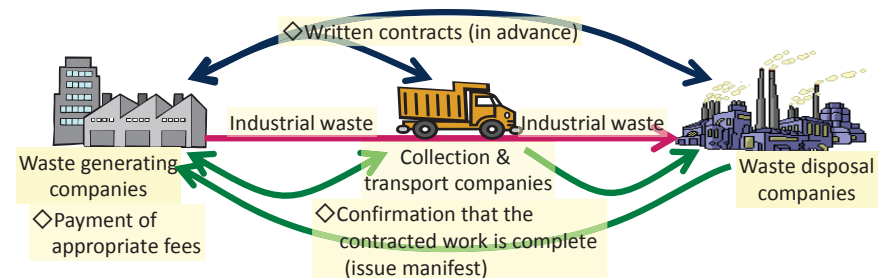 ◇Written contracts (in advance)
Industrial waste
Industrial waste
Waste generating
companies
Collection &
transport companies
Waste disposal
companies
◇Payment of
appropriate fees
◇Confirmation that the
contracted work is complete
(issue manifest)